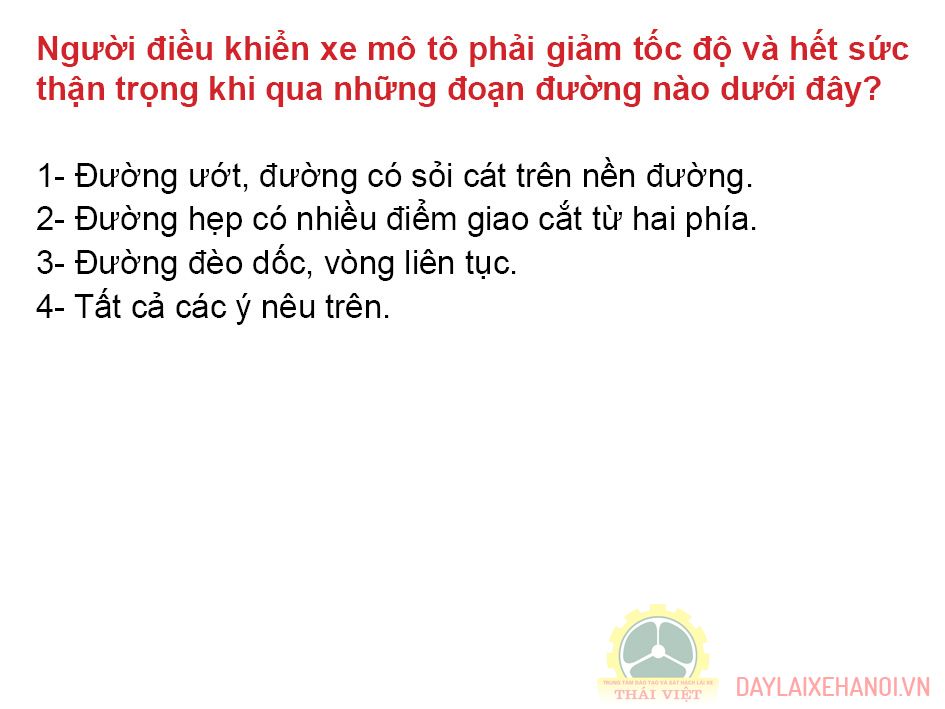 Người điều khiển xe mô tô phải giảm tốc độ và hết sức
thận trọng khi qua những đoạn đường nào dưới đây?
1- Đường ướt, đường có sỏi cát trên nền đường.
2- Đường hẹp có nhiều điểm giao cắt từ hai phía.
3- Đường đèo dốc, vòng liên tục.
4- Tất cả các ý nêu trên.
TRUNG TÂM ĐÀO TẠO VÀ SÁT HẠCH LÁI XE
THÁI VIỆT
DAYLAIXEHANOI.VN